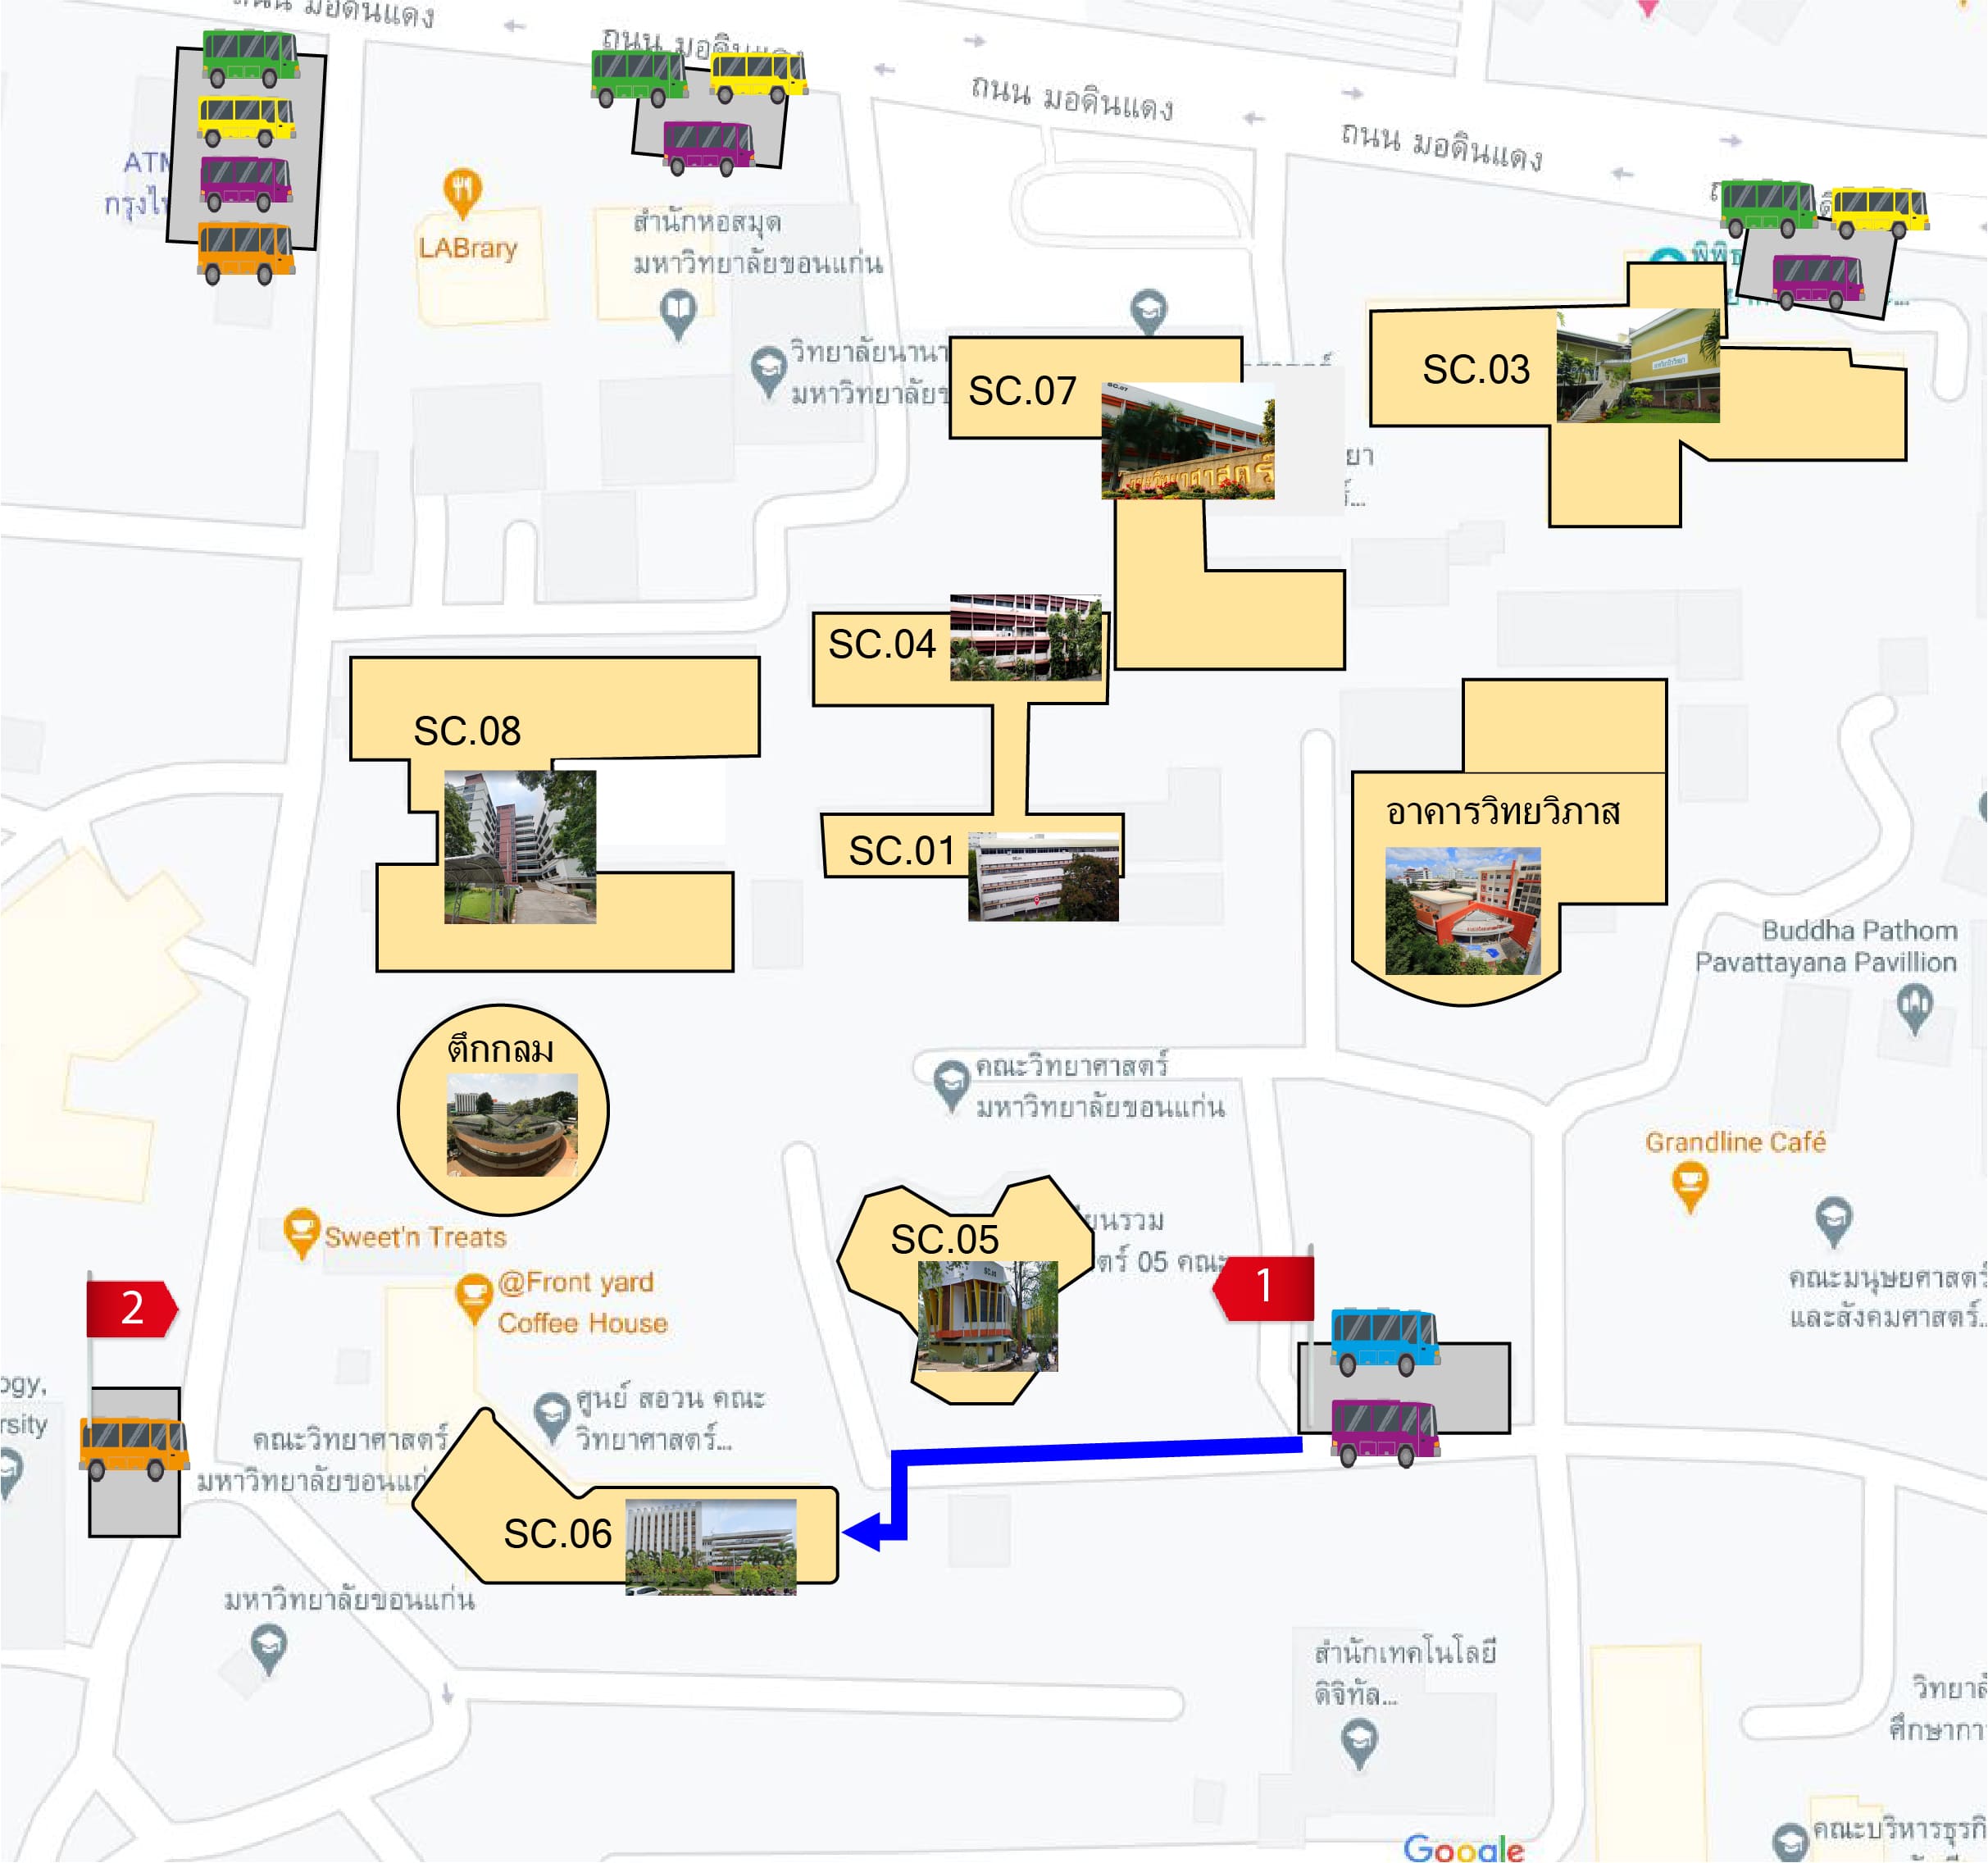 ถนน มอดินแดง
ถนน มอดินแดง
ถนน มอดินแดง
ถนน มอดินแดง
ATM
กรุงไท
LABrary
สำนักหอสมุด
มหาวิทยาลัยขอนแก่น
วิทยาลัยนานา
มหาวิทยาลัยข
SC.07
SC.03
SC.04
SC.08
SC.01
อาคารวิทยวิภาส
Buddha Pathom
Pavattayana Pavillion
ตึกกลม
คณะวิทยาศาสตร์
มหาวิทยาลัยขอนแก่น
Grandline Café
Sweet'n Treats
SC.05
ียนรวม
ตร์ 05 คณะ
@Front yard
Coffee House
2
1
คณะมนุษยศาสตร์
และสังคมศาสตร์...
ogy,
rsity
ศูนย์ สอวน คณะ
วิทยาศาสตร์...
คณะวิทยาศาสตร์
มหาวิทยาลัยขอนแก่
SC.06
มหาวิทยาลัยขอนแก่น
สำนักเทคโนโลยี
ดิจิทัล...
วิทยาลั
ศึกษากา
คณะบริหารธุรกิ
Google